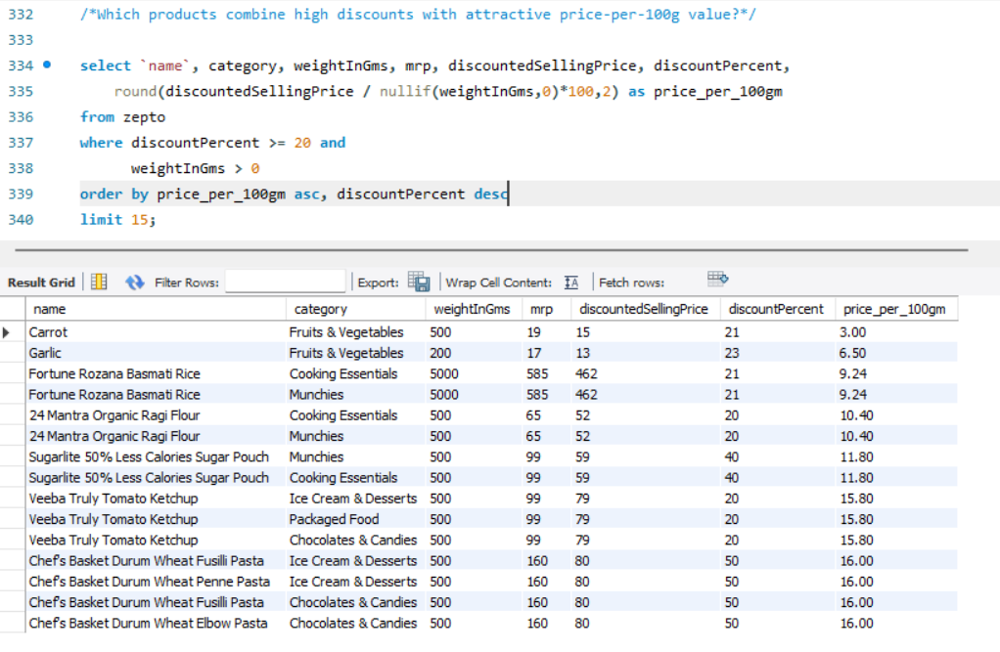 332 /*Which products combine high discounts with attractive price-per-100g value?*/
333
334 select `name`, category, weightInGms, mrp, discountedSellingPrice, discountPercent,
335 round(discountedSellingPrice / nullif(weightInGms,0)*100,2) as price_per_100gm
336 from zepto
337 where discountPercent >= 20 and
338 weightInGms > 0
339 order by price_per_100gm asc, discountPercent desc
340 limit 15;
Result Grid Filter Rows: Export: Wrap Cell Content: IA Fetch rows:
name category weightInGms mrp discountedSellingPrice discountPercent price_per_100gm
Carrot Fruits & Vegetables 500 19 15 21 3.00
Garlic Fruits & Vegetables 200 17 13 23 6.50
Fortune Rozana Basmati Rice Cooking Essentials 5000 585 462 21 9.24
Fortune Rozana Basmati Rice Munchies 5000 585 462 21 9.24
24 Mantra Organic Ragi Flour Cooking Essentials 500 65 52 20 10.40
24 Mantra Organic Ragi Flour Munchies 500 65 52 20 10.40
Sugarlite 50% Less Calories Sugar Pouch Munchies 500 99 59 40 11.80
Sugarlite 50% Less Calories Sugar Pouch Cooking Essentials 500 99 59 40 11.80
Veeba Truly Tomato Ketchup Ice Cream & Desserts 500 99 79 20 15.80
Veeba Truly Tomato Ketchup Packaged Food 500 99 79 20 15.80
Veeba Truly Tomato Ketchup Chocolates & Candies 500 99 79 20 15.80
Chef's Basket Durum Wheat Fusilli Pasta Ice Cream & Desserts 500 160 80 50 16.00
Chef's Basket Durum Wheat Penne Pasta Ice Cream & Desserts 500 160 80 50 16.00
Chef's Basket Durum Wheat Fusilli Pasta Chocolates & Candies 500 160 80 50 16.00
Chef's Basket Durum Wheat Elbow Pasta Chocolates & Candies 500 160 80 50 16.00